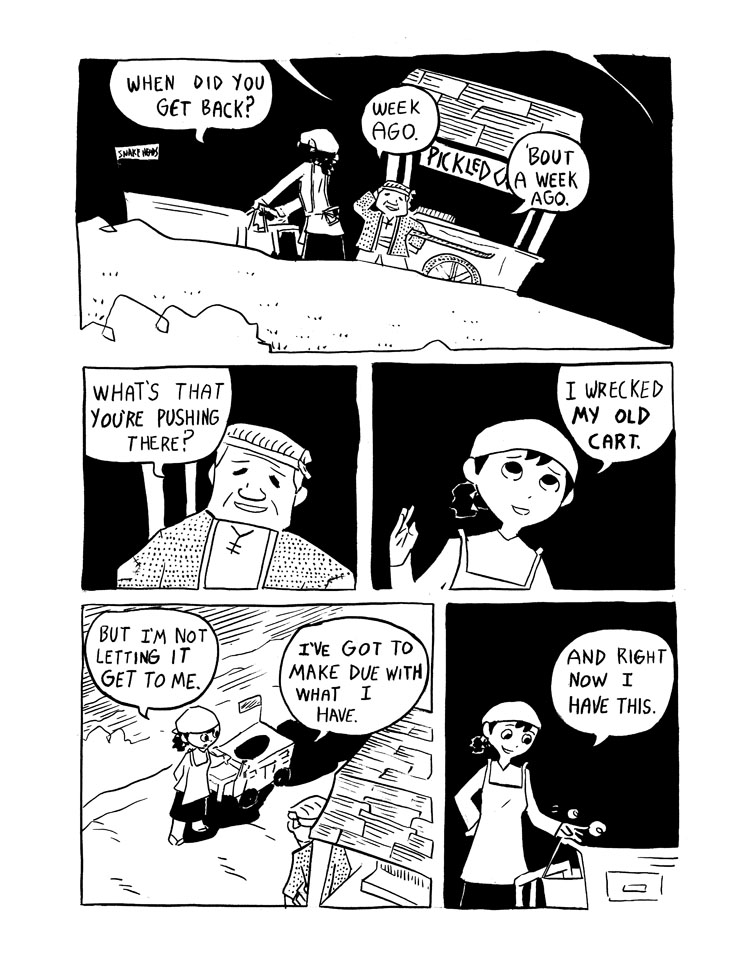 WHEN DID YOU
GET BACK?
SNAKE HEADS
WEEK
AGO.
PICKLED
'BOUT
A WEEK
AGO.
WHAT'S THAT
YOU'RE PUSHING
THERE?
I WRECKED
MY OLD
CART.
BUT I'M NOT
LETTING IT
GET TO ME.
I'VE GOT TO
MAKE DUE WITH
WHAT I
HAVE.
AND RIGHT
NOW I
HAVE THIS.